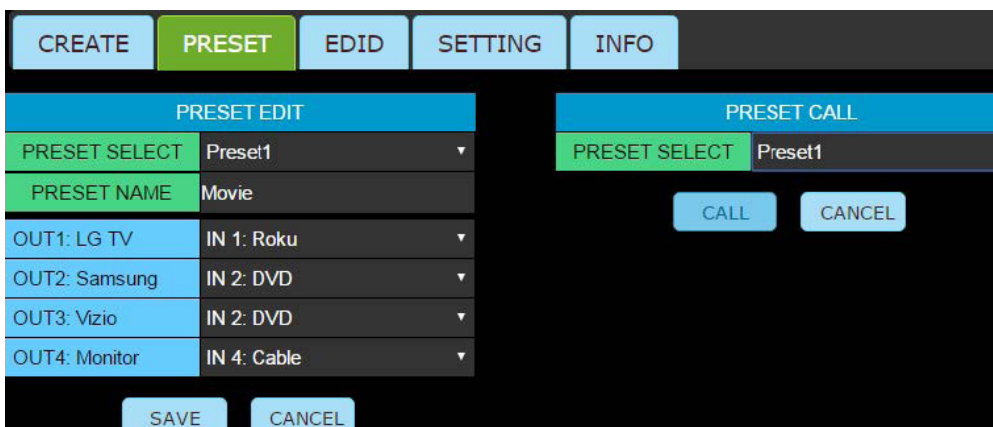 CREATE PRESET EDID SETTING INFO
PRESET EDIT
PRESET SELECT Preset1
PRESET NAME Movie
OUT1: LG TV IN 1: Roku
OUT2: Samsung IN 2: DVD
OUT3: Vizio IN 2: DVD
OUT4: Monitor IN 4: Cable
SAVE CANCEL
PRESET CALL
PRESET SELECT Preset1
CALL CANCEL